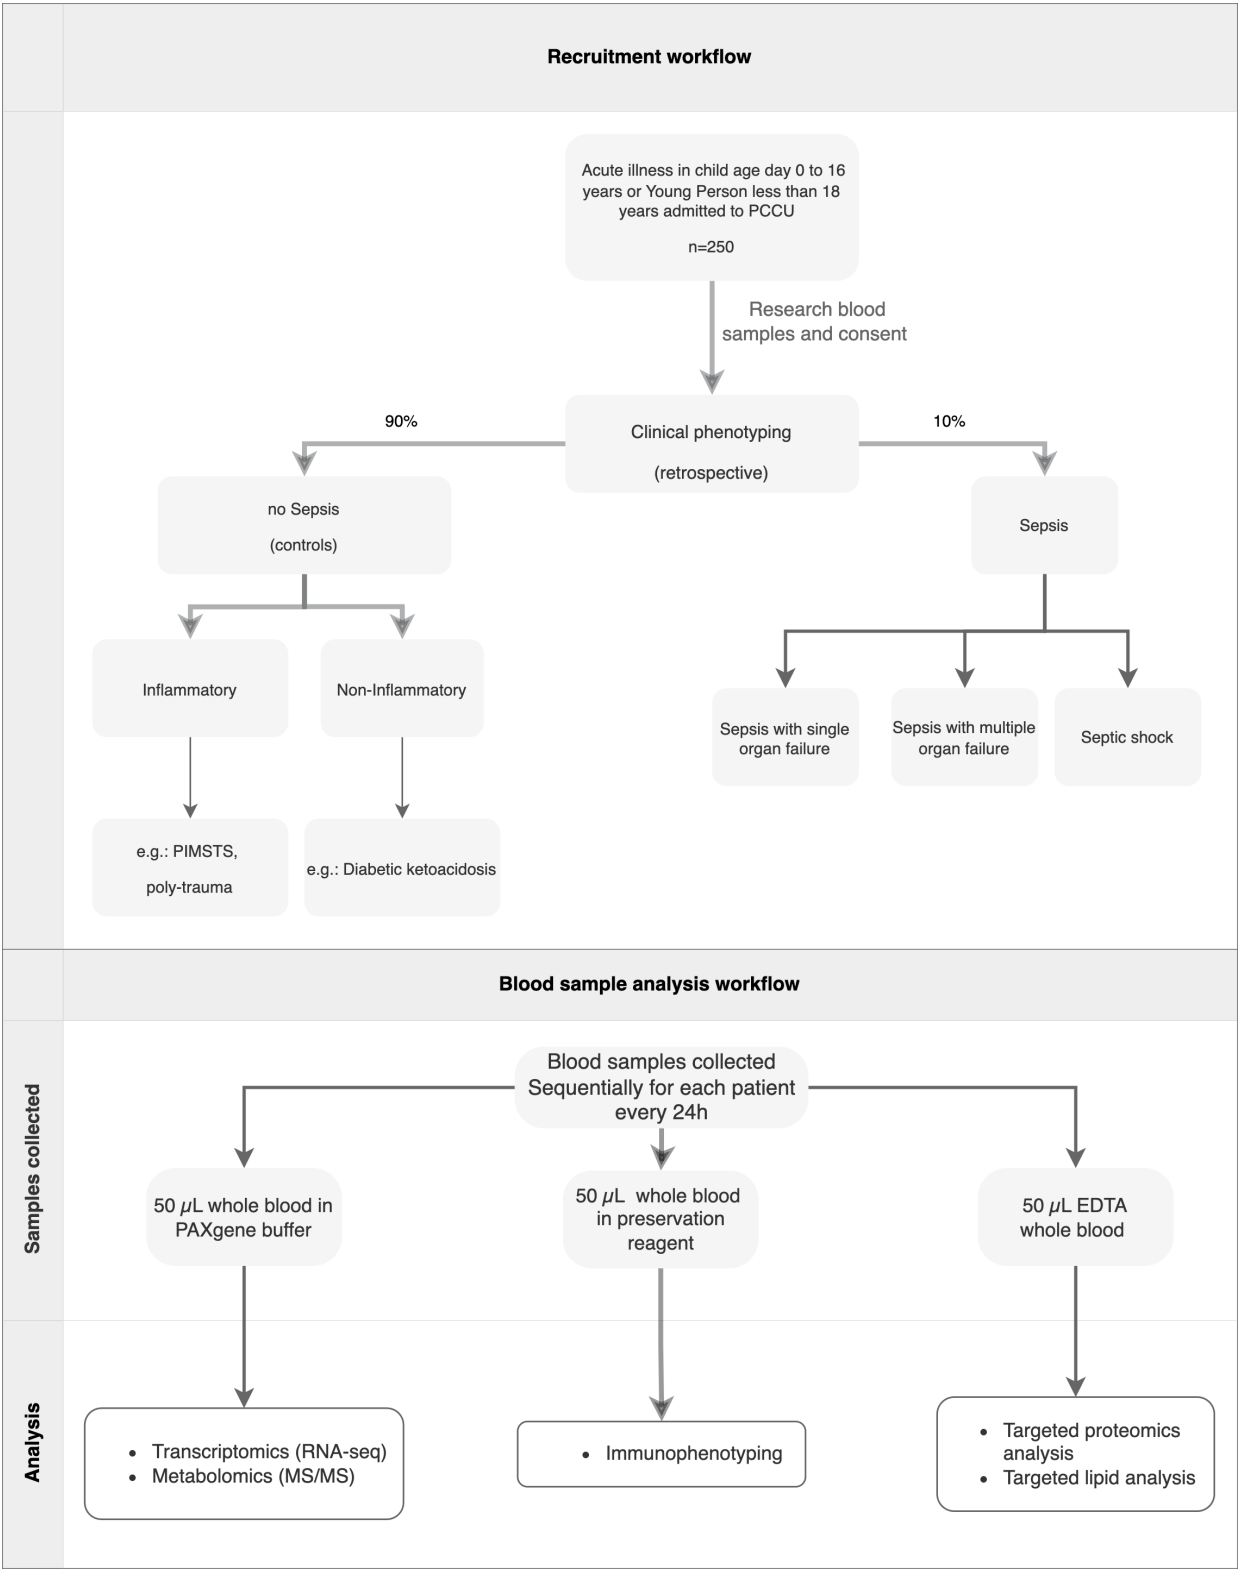 Recruitment workflow
Acute illness in child age day 0 to 16
years or Young Person less than 18
years admitted to PCCU
n=250
Research blood
samples and consent
90%
Clinical phenotyping
(retrospective)
10%
no Sepsis
(controls)
Sepsis
Inflammatory
Non-Inflammatory
Sepsis with single
organ failure
Sepsis with multiple
organ failure
Septic shock
e.g.: PIMSTS,
poly-trauma
e.g.: Diabetic ketoacidosis
Blood sample analysis workflow
Samples collected
Blood samples collected
Sequentially for each patient
every 24h
50 µL whole blood in
PAXgene buffer
50 µL whole blood
in preservation
reagent
50 µL EDTA
whole blood
Analysis
• Transcriptomics (RNA-seq)
• Metabolomics (MS/MS)
• Immunophenotyping
• Targeted proteomics
analysis
• Targeted lipid analysis